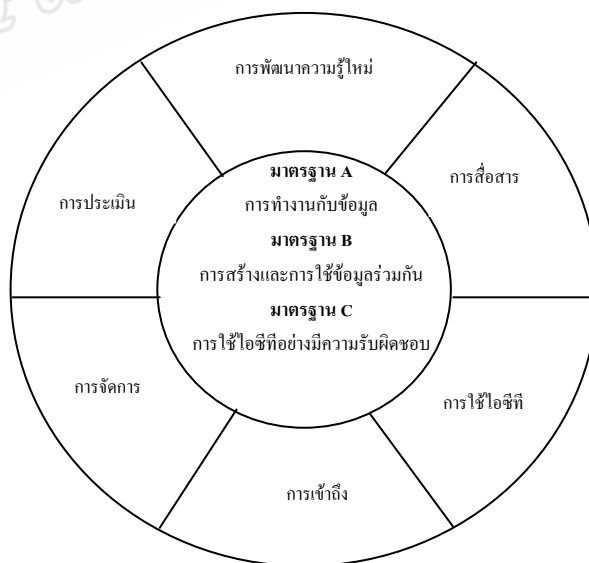 การพัฒนาความรู้ใหม่
การสื่อสาร
การใช้ไอซีที
การเข้าถึง
การจัดการ
การประเมิน
มาตรฐาน A
การทำงานกับข้อมูล
มาตรฐาน B
การสร้างและการใช้ข้อมูลร่วมกัน
มาตรฐาน C
การใช้ไอซีทีอย่างมีความรับผิดชอบ